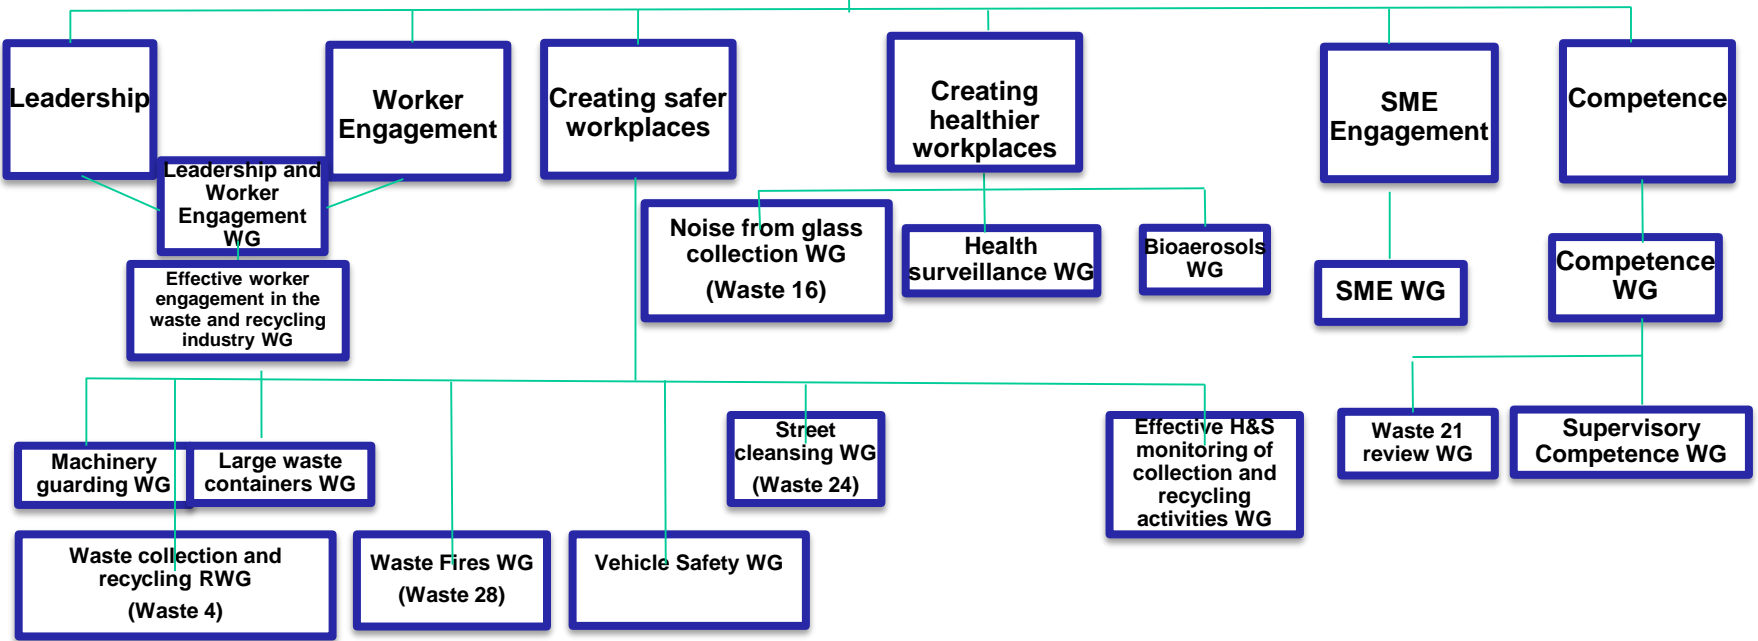 Leadership
Worker
Engagement
Creating safer
workplaces
Creating
healthier
workplaces
SME
Engagement
Competence
Leadership and
Worker
Engagement
WG
Effective worker
engagement in the
waste and recycling
industry WG
Noise from glass
collection WG
(Waste 16)
Health
surveillance WG
Bioaerosols
WG
SME WG
Competence
WG
Machinery
guarding WG
Large waste
containers WG
Street
cleansing WG
(Waste 24)
Effective H&S
monitoring of
collection and
recycling
activities WG
Waste 21
review WG
Supervisory
Competence WG
Waste collection and
recycling RWG
(Waste 4)
Waste Fires WG
(Waste 28)
Vehicle Safety WG